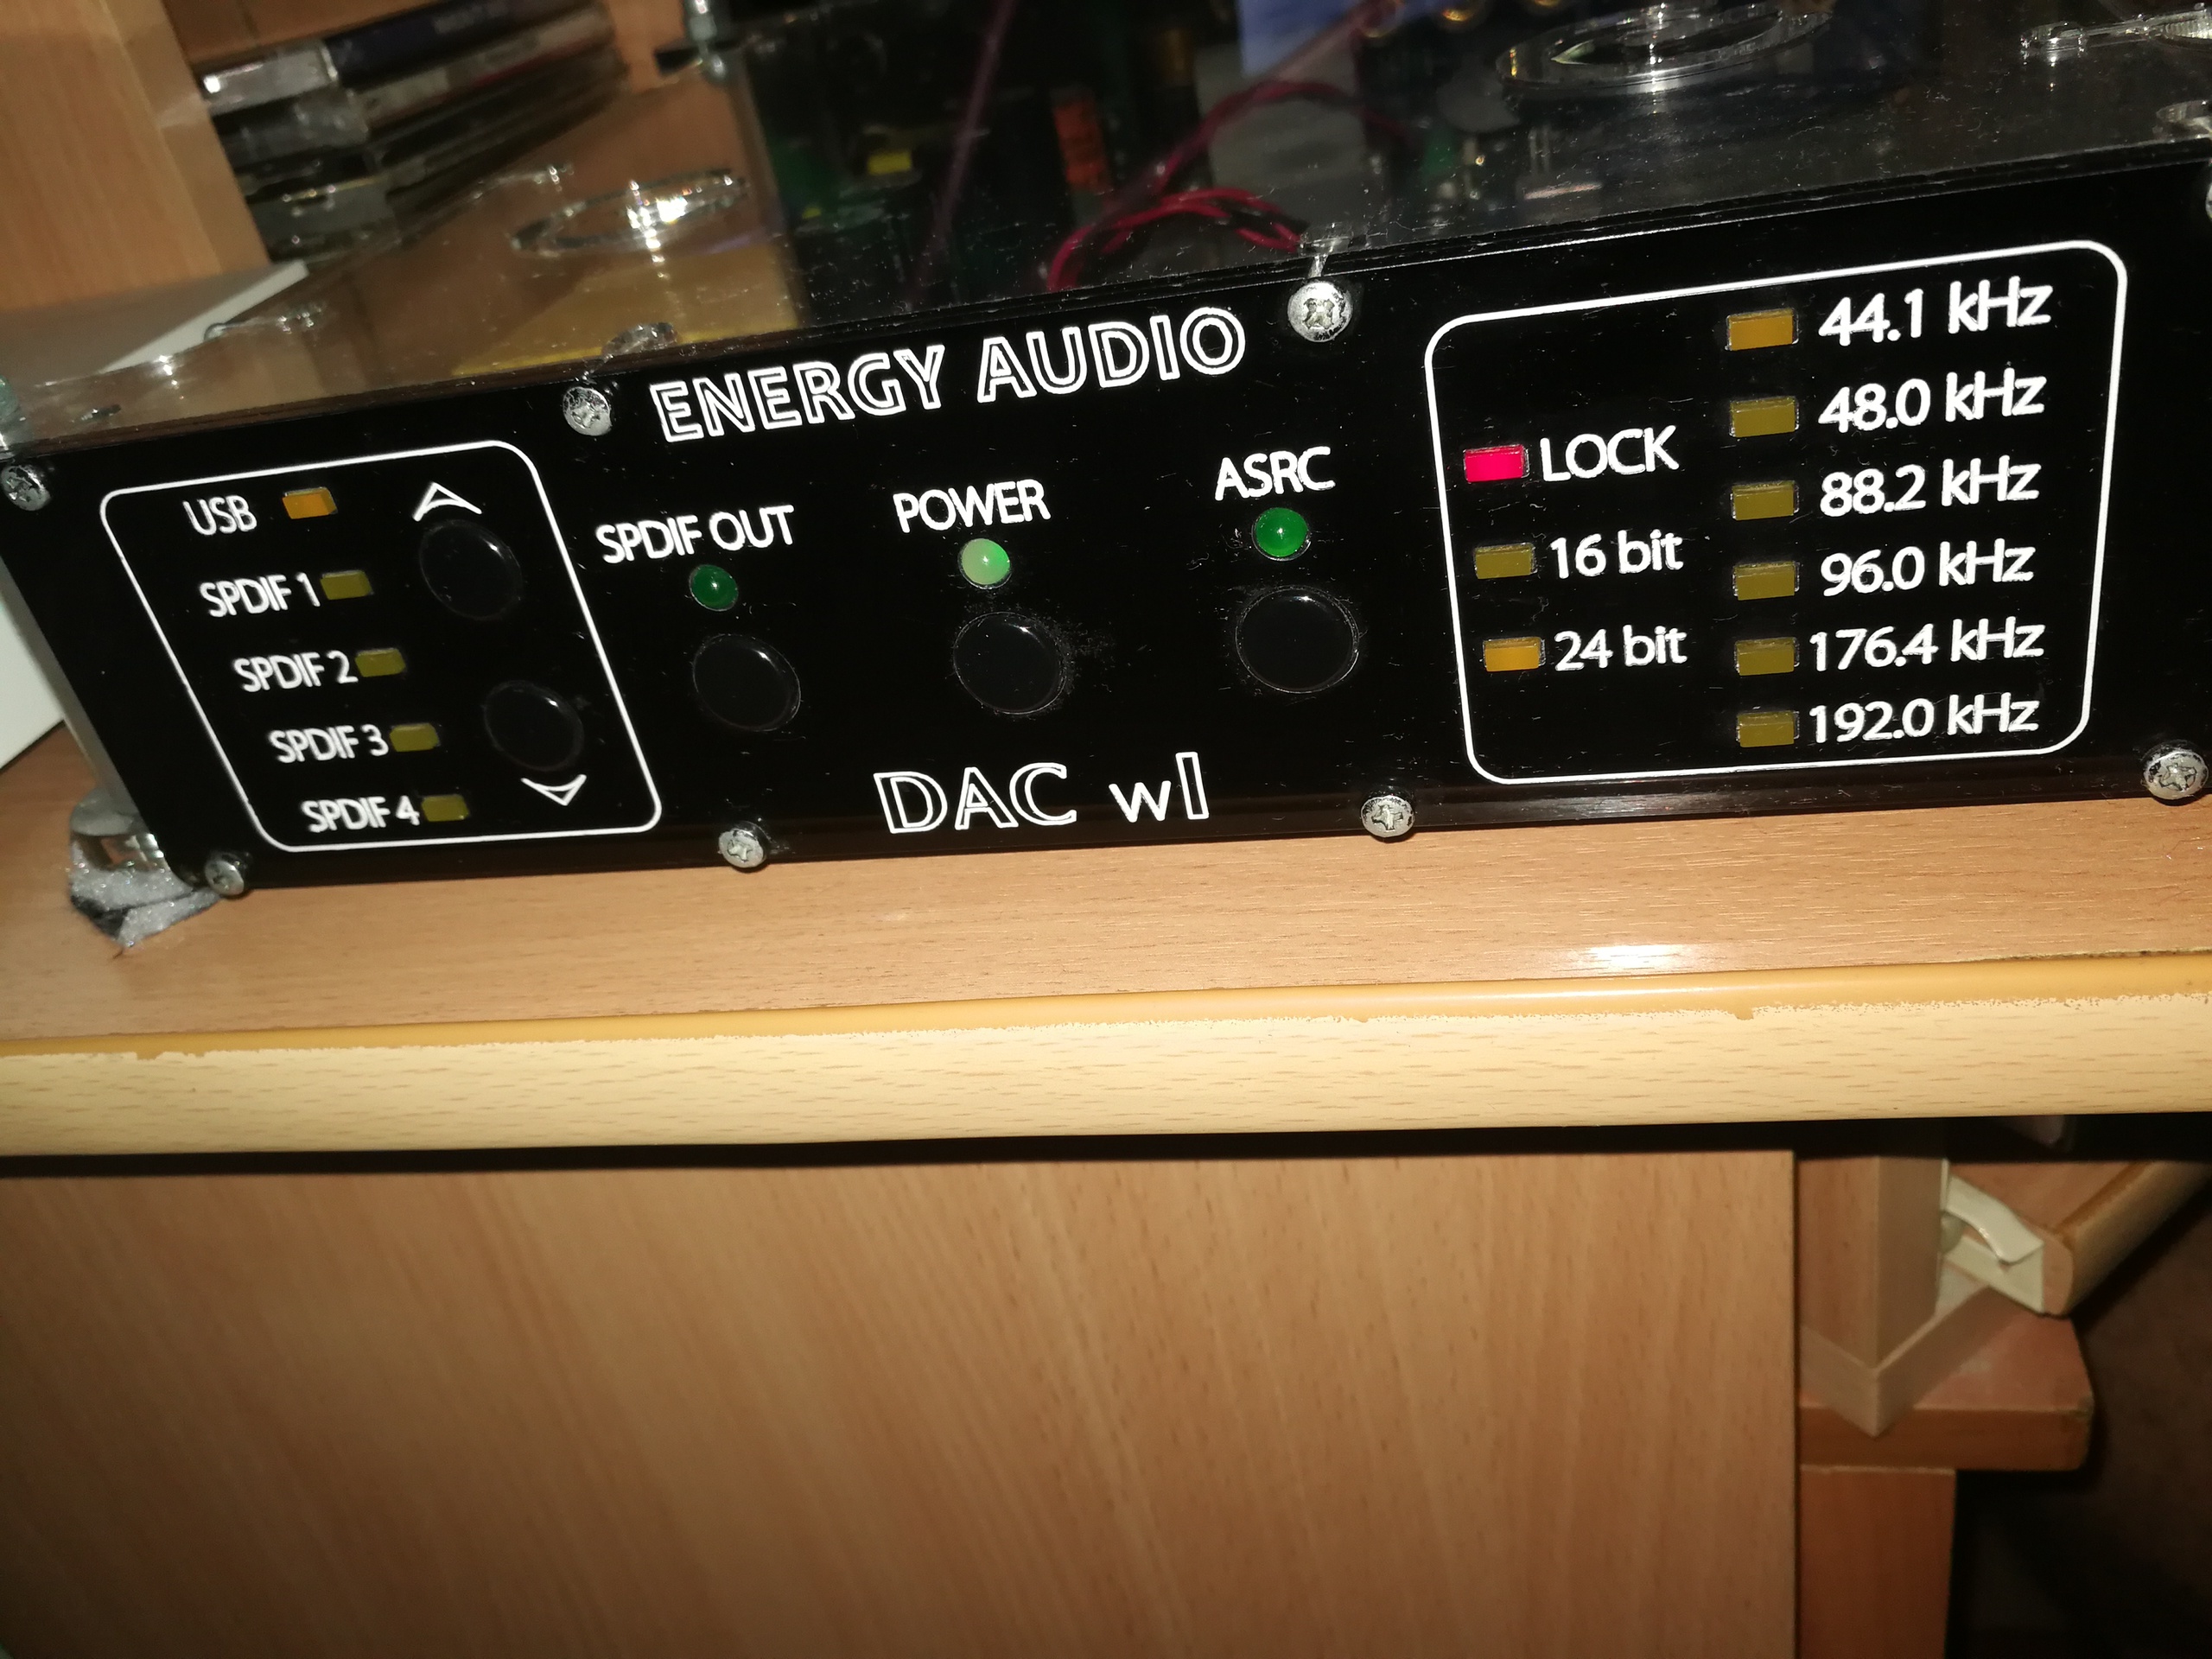 ENERGY AUDIO
USB
SPDIF 1
SPDIF 2
SPDIF 3
SPDIF 4
SPDIF OUT
POWER
ASRC
DAC wI
LOCK
16 bit
24 bit
44.1 kHz
48.0 kHz
88.2 kHz
96.0 kHz
176.4 kHz
192.0 kHz